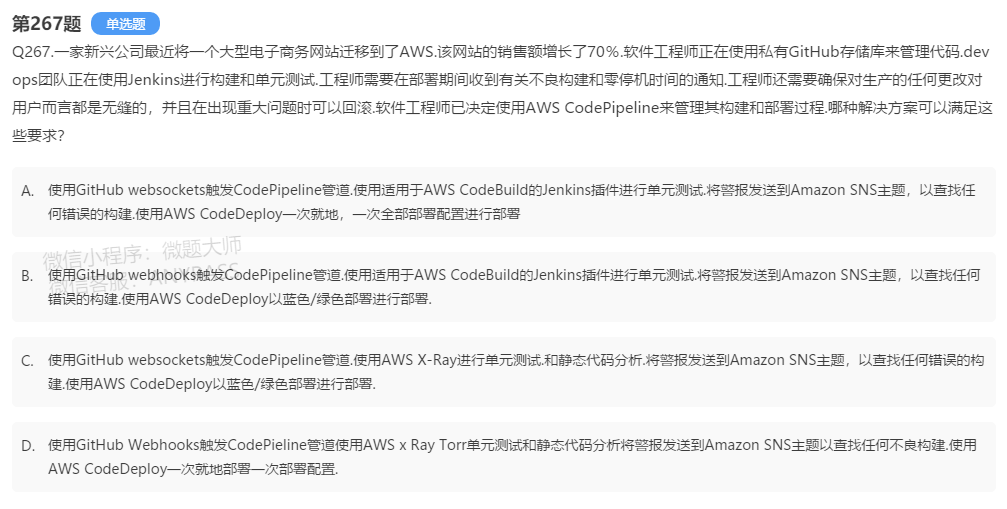 第267题 单选题
Q267.一家新兴公司最近将一个大型电子商务网站迁移到了AWS.该网站的销售额增长了70%.软件工程师正在使用私有GitHub存储库来管理代码.dev
ops团队正在使用Jenkins进行构建和单元测试.工程师需要在部署期间收到有关不良构建和零停机时间的通知.工程师还需要确保对生产的任何更改对
用户而言都是无缝的，并且在出现重大问题时可以回滚.软件工程师已决定使用AWS CodePipeline来管理其构建和部署过程.哪种解决方案可以满足这
些要求？
A. 使用GitHub websockets触发CodePipeline管道.使用适用于AWS CodeBuild的Jenkins插件进行单元测试.将警报发送到Amazon SNS主题，以查找任
何错误的构建.使用AWS CodeDeploy一次就地，一次全部部署配置进行部署
微信小程序：微题大师
B. 使用GitHub webhooks触发CodePipeline管道.使用适用于AWS CodeBuild的Jenkins插件进行单元测试.将警报发送到Amazon SNS主题，以查找任何
微信客服：ANYPASS
错误的构建.使用AWS CodeDeploy以蓝色/绿色部署进行部署.
C. 使用GitHub websockets触发CodePipeline管道.使用AWS X-Ray进行单元测试.和静态代码分析.将警报发送到Amazon SNS主题，以查找任何错误的构
建.使用AWS CodeDeploy以蓝色/绿色部署进行部署.
D. 使用GitHub Webhooks触发CodePieline管道使用AWS x Ray Torr单元测试和静态代码分析将警报发送到Amazon SNS主题以查找任何不良构建.使用
AWS CodeDeploy一次就地部署一次部署配置.